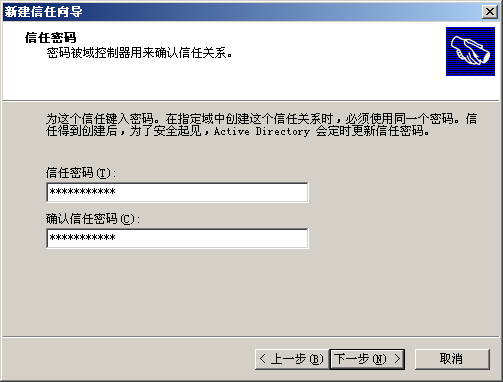 新建信任向导
信任密码
密码被域控制器用来确认信任关系。
为这个信任键入密码。在指定域中创建这个信任关系时，必须使用同一个密码。信
任得到创建后，为了安全起见，Active Directory 会定时更新信任密码。
信任密码(T):
***********
确认信任密码(C):
***********
< 上一步(B) 下一步(N) > 取消